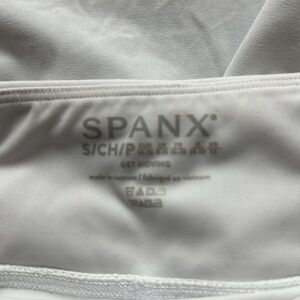 SPANX®
S/CH/P
GET MOVING
made in vietnam / fabriqué au vietnam